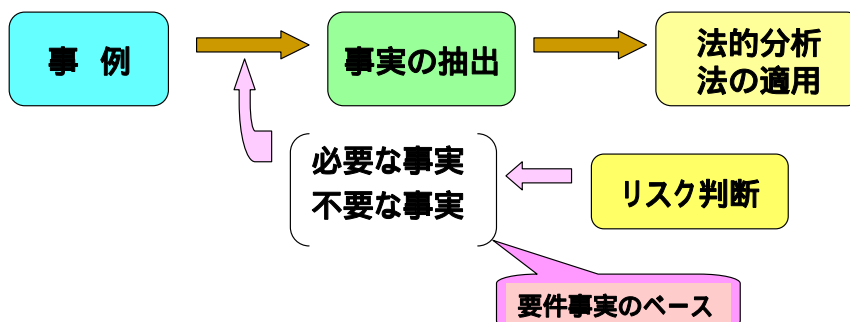 事 例
事実の抽出
法的分析
法の適用
必要な事実
不要な事実
リスク判断
要件事実のベース